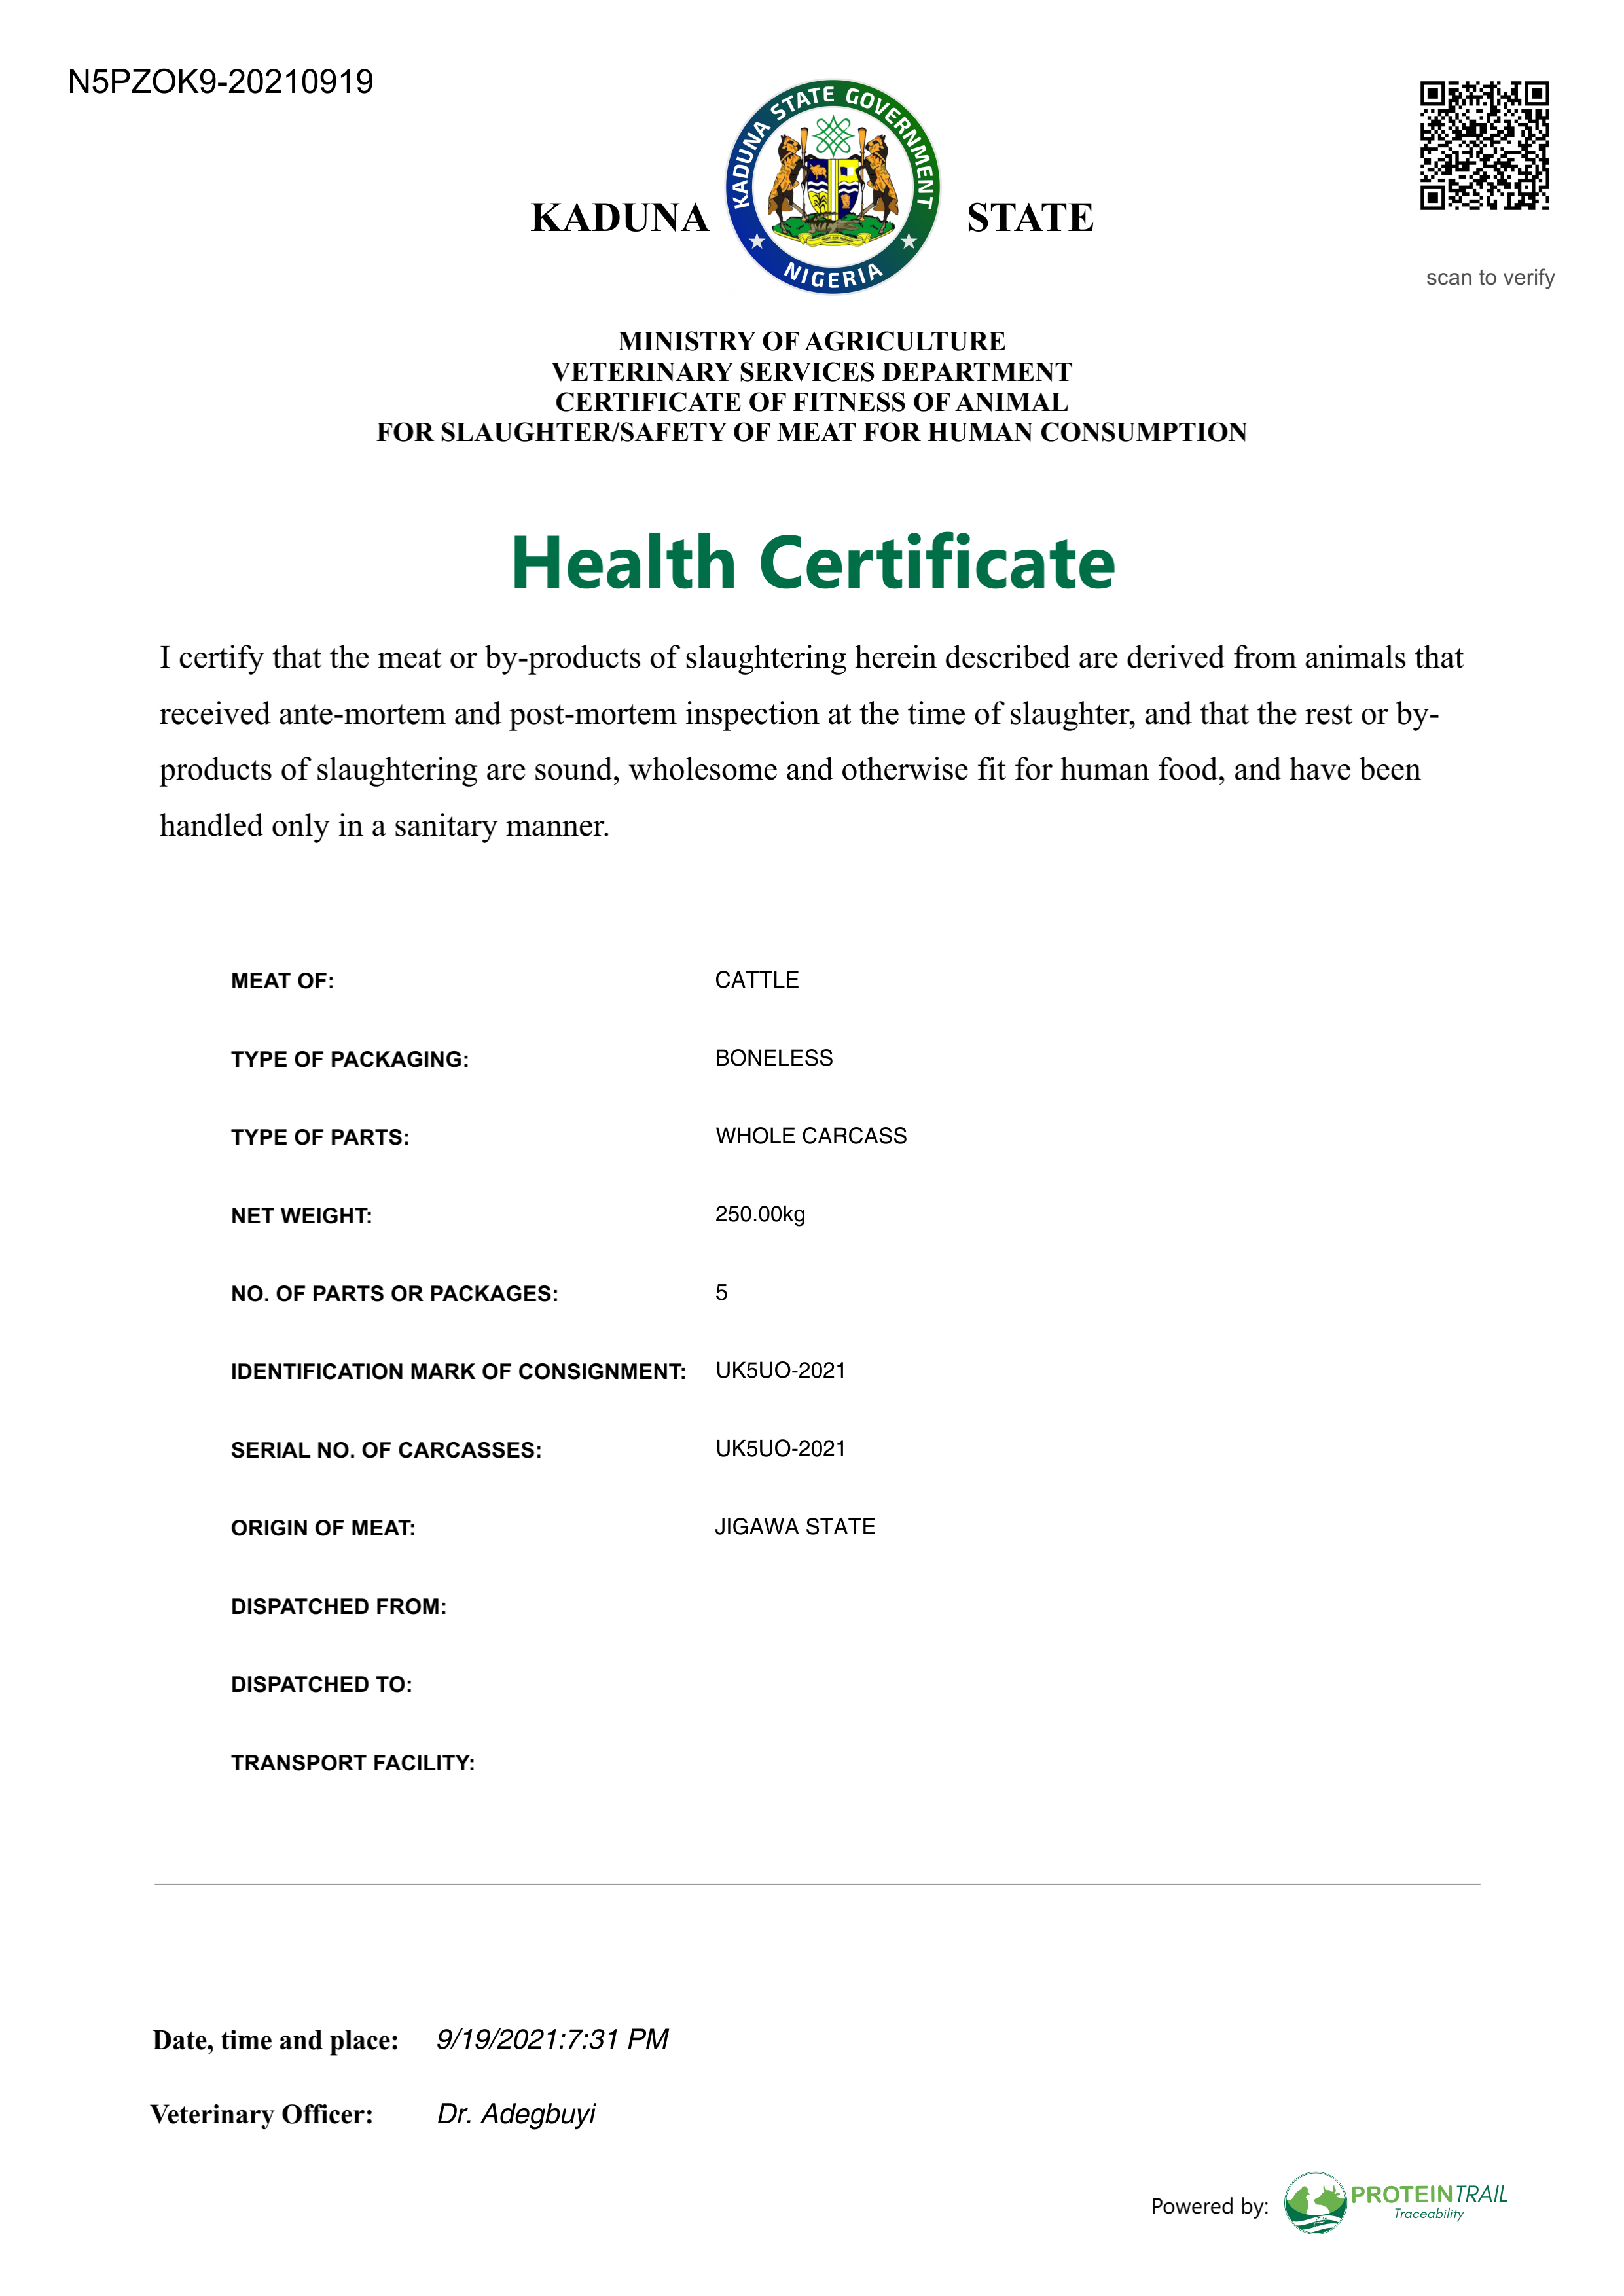 N5PZOK9-20210919
KADUNA STATE GOVERNMENT
NIGERIA
KADUNA STATE
scan to verify
MINISTRY OF AGRICULTURE
VETERINARY SERVICES DEPARTMENT
CERTIFICATE OF FITNESS OF ANIMAL
FOR SLAUGHTER/SAFETY OF MEAT FOR HUMAN CONSUMPTION
Health Certificate
I certify that the meat or by-products of slaughtering herein described are derived from animals that
received ante-mortem and post-mortem inspection at the time of slaughter, and that the rest or by-
products of slaughtering are sound, wholesome and otherwise fit for human food, and have been
handled only in a sanitary manner.
MEAT OF: CATTLE
TYPE OF PACKAGING: BONELESS
TYPE OF PARTS: WHOLE CARCASS
NET WEIGHT: 250.00kg
NO. OF PARTS OR PACKAGES: 5
IDENTIFICATION MARK OF CONSIGNMENT: UK5UO-2021
SERIAL NO. OF CARCASSES: UK5UO-2021
ORIGIN OF MEAT: JIGAWA STATE
DISPATCHED FROM:
DISPATCHED TO:
TRANSPORT FACILITY:
Date, time and place: 9/19/2021:7:31 PM
Veterinary Officer: Dr. Adegbuyi
Powered by: PROTEINTRAIL
Traceability